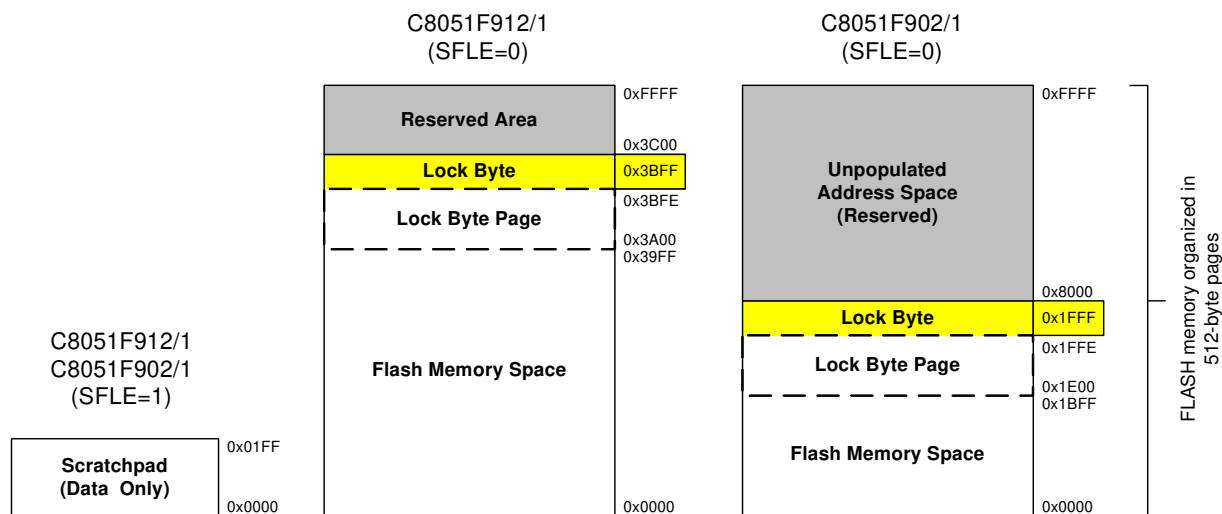 C8051F912/1
(SFLE=0)
0xFFFF
Reserved Area
0x3C00
Lock Byte
0x3BFF
0x3BFE
Lock Byte Page
0x3A00
0x39FF
Flash Memory Space
0x0000
C8051F902/1
(SFLE=0)
0xFFFF
Unpopulated
Address Space
(Reserved)
0x8000
Lock Byte
0x1FFF
0x1FFE
Lock Byte Page
0x1E00
0x1BFF
Flash Memory Space
0x0000
FLASH memory organized in
512-byte pages
C8051F912/1
C8051F902/1
(SFLE=1)
0x01FF
Scratchpad
(Data Only)
0x0000